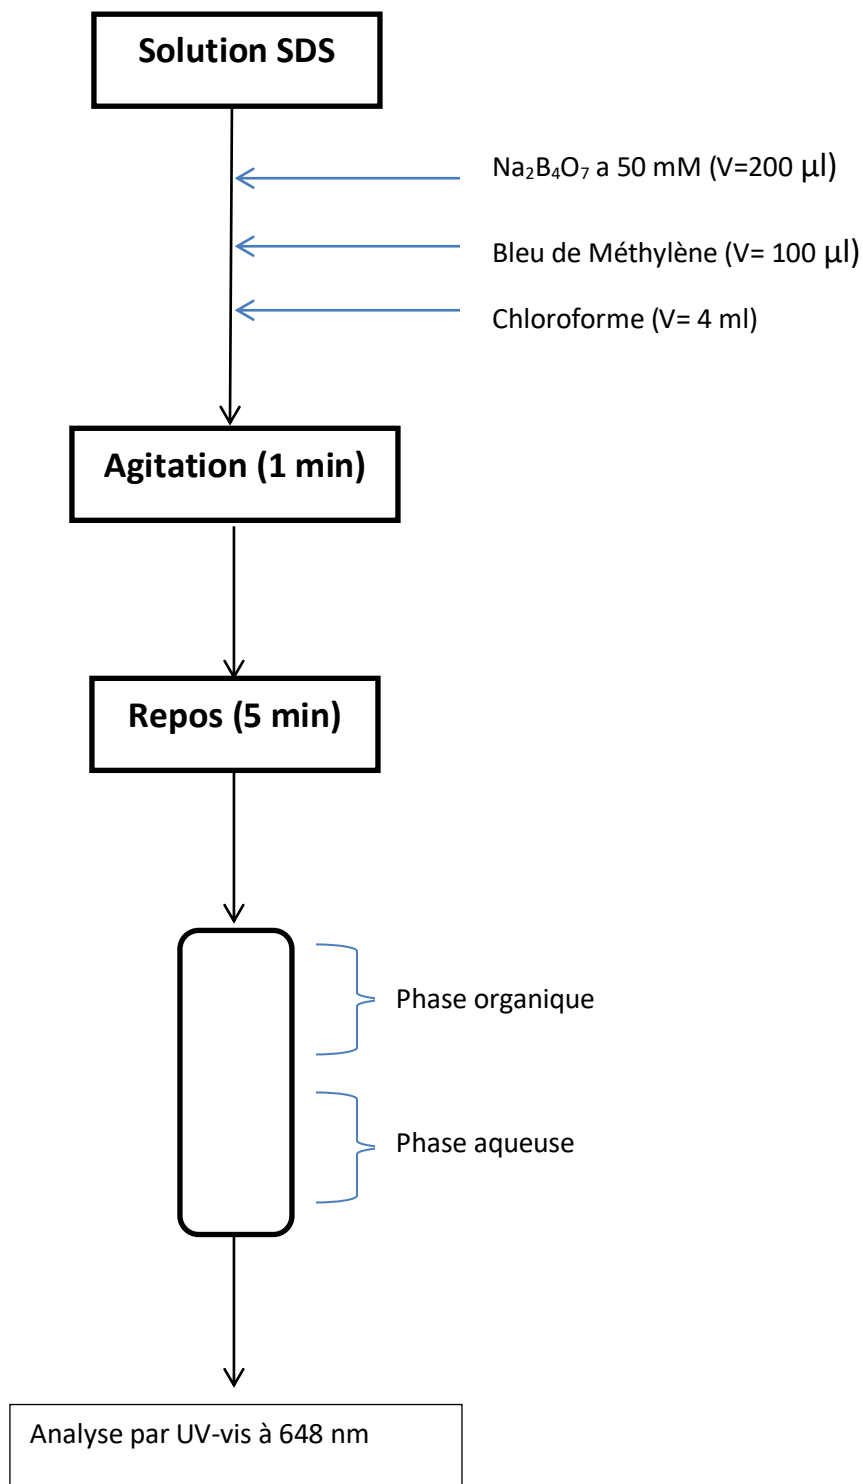 Solution SDS
Na₂B₄O₇ a 50 mM (V=200 µl)
Bleu de Méthylène (V= 100 µl)
Chloroforme (V= 4 ml)
Agitation (1 min)
Repos (5 min)
Phase organique
Phase aqueuse
Analyse par UV-vis à 648 nm